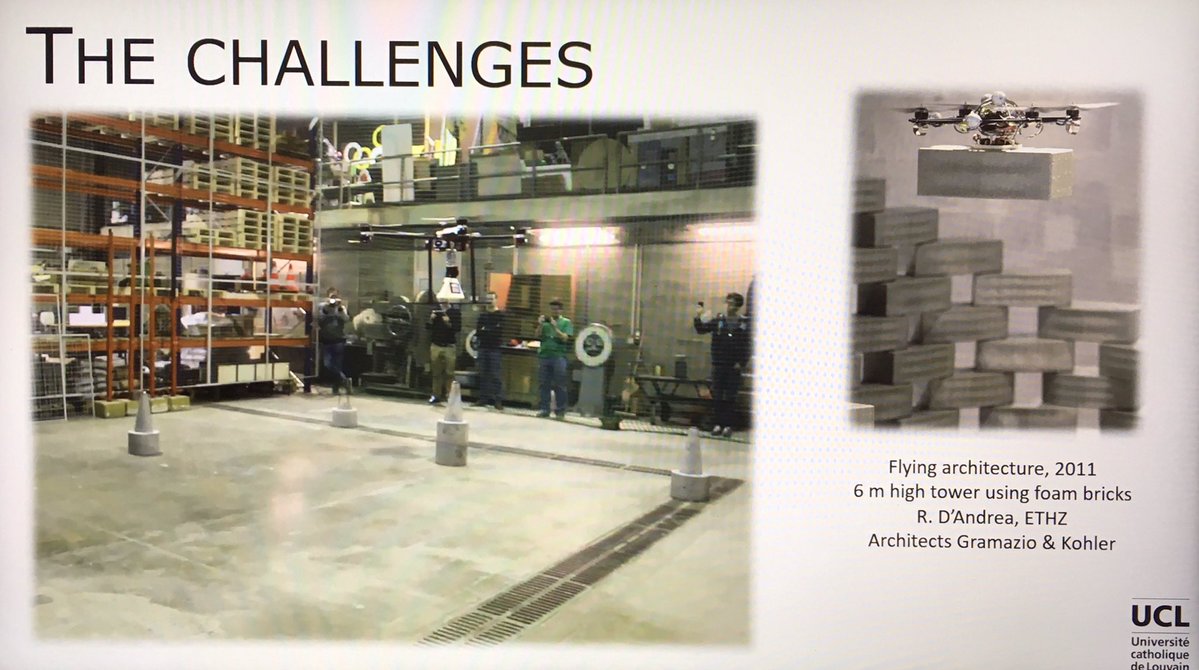 THE CHALLENGES
Flying architecture, 2011
6 m high tower using foam bricks
R. D'Andrea, ETHZ
Architects Gramazio & Kohler
UCL
Université
catholique
de Louvain